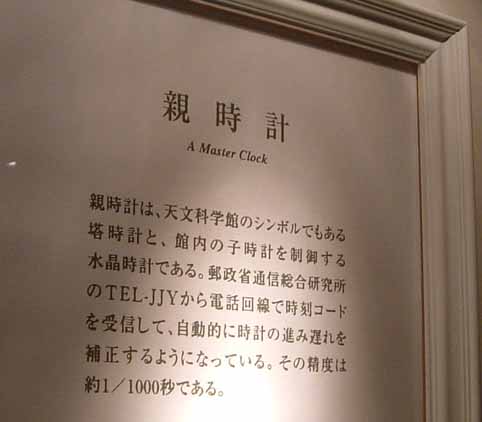 親時計
A Master Clock
親時計は、天文科学館のシンボルでもある
塔時計と、館内の子時計を制御する
水晶時計である。郵政省通信総合研究所
のTEL-JJYから電話回線で時刻コード
を受信して、自動的に時計の進み遅れを
補正するようになっている。その精度は
約1／1000秒である。